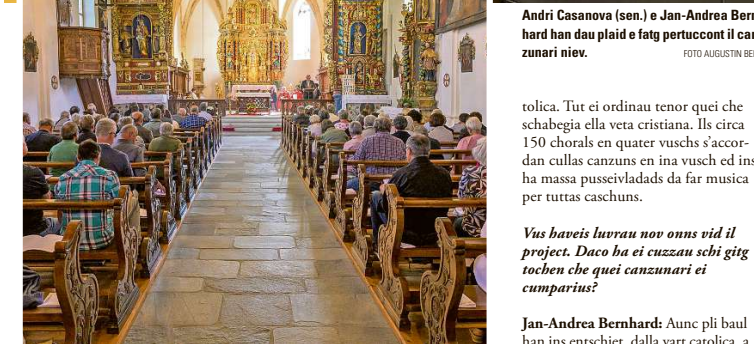 Andri Casanova (sen.) e Jan-Andrea
hard han dau plaid e fatg pertuccont il
zunari niev.
FOTO AUGUSTIN
tolica. Tut ei ordinau tenor quei che
schabegia ella veta cristiana. Ils circa
150 chorals en quater vuschs s'accor-
dan cullas canzuns en ina vusch ed ins
ha massa pusseivladads da far musica
per tuttas caschuns.
Vus haveis luvrau nov onns vid il
project. Daco ha ei cuzzau schi gitg
tochen che quei canzunari ei
cumparius?
Jan-Andrea Bernhard: Aunc pli baul
han ins entschiet, dalla vart catolica, a